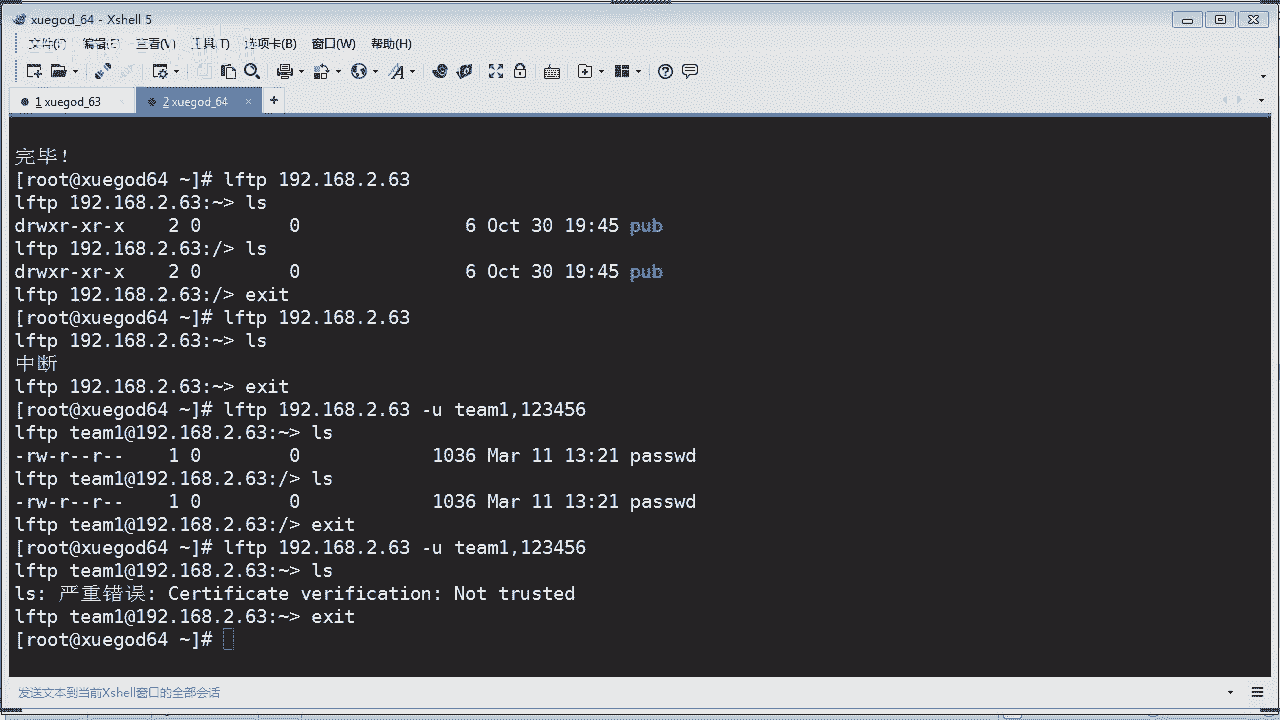 xuegod_64 - Xshell 5
文件(F) 编辑(E) 查看(V) 工具(T) 选项卡(B) 窗口(W) 帮助(H)
1 xuegod_63 2 xuegod_64 × +
完毕!
[root@xuegod64 ~]# lftp 192.168.2.63
lftp 192.168.2.63:~> ls
drwxr-xr-x 2 0 0 6 Oct 30 19:45 pub
lftp 192.168.2.63:/> ls
drwxr-xr-x 2 0 0 6 Oct 30 19:45 pub
lftp 192.168.2.63:/> exit
[root@xuegod64 ~]# lftp 192.168.2.63
lftp 192.168.2.63:~> ls
中断
lftp 192.168.2.63:~> exit
[root@xuegod64 ~]# lftp 192.168.2.63 -u team1,123456
lftp team1@192.168.2.63:~> ls
-rw-r--r-- 1 0 0 1036 Mar 11 13:21 passwd
lftp team1@192.168.2.63:/> ls
-rw-r--r-- 1 0 0 1036 Mar 11 13:21 passwd
lftp team1@192.168.2.63:/> exit
[root@xuegod64 ~]# lftp 192.168.2.63 -u team1,123456
lftp team1@192.168.2.63:~> ls
ls: 严重错误: Certificate verification: Not trusted
lftp team1@192.168.2.63:~> exit
[root@xuegod64 ~]#
发送文本到当前Xshell窗口的全部会话